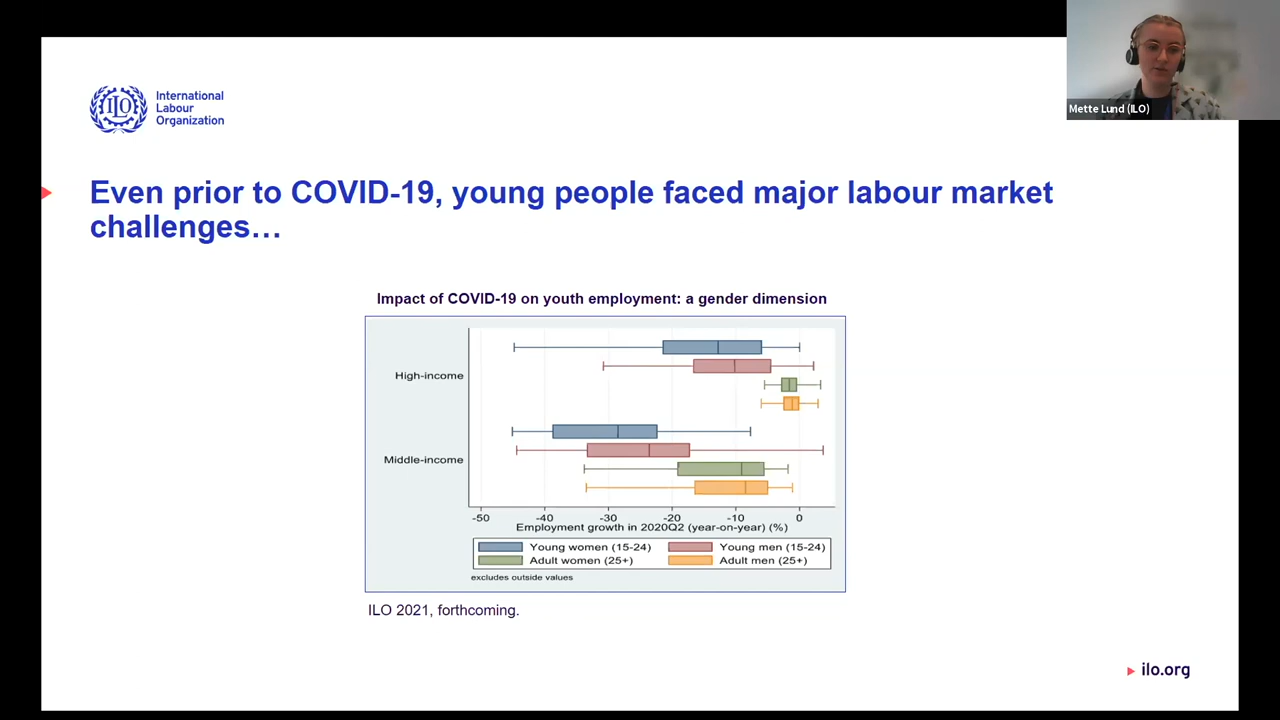 Mette Lund (ILO)
ILO
International
Labour
Organization
Even prior to COVID-19, young people faced major labour market
challenges…
Impact of COVID-19 on youth employment: a gender dimension
High-income
Middle-income
-50 -40 -30 -20 -10 0
Employment growth in 2020Q2 (year-on-year) (%)
Young women (15-24) Young men (15-24)
Adult women (25+) Adult men (25+)
excludes outside values
ILO 2021, forthcoming.
ilo.org